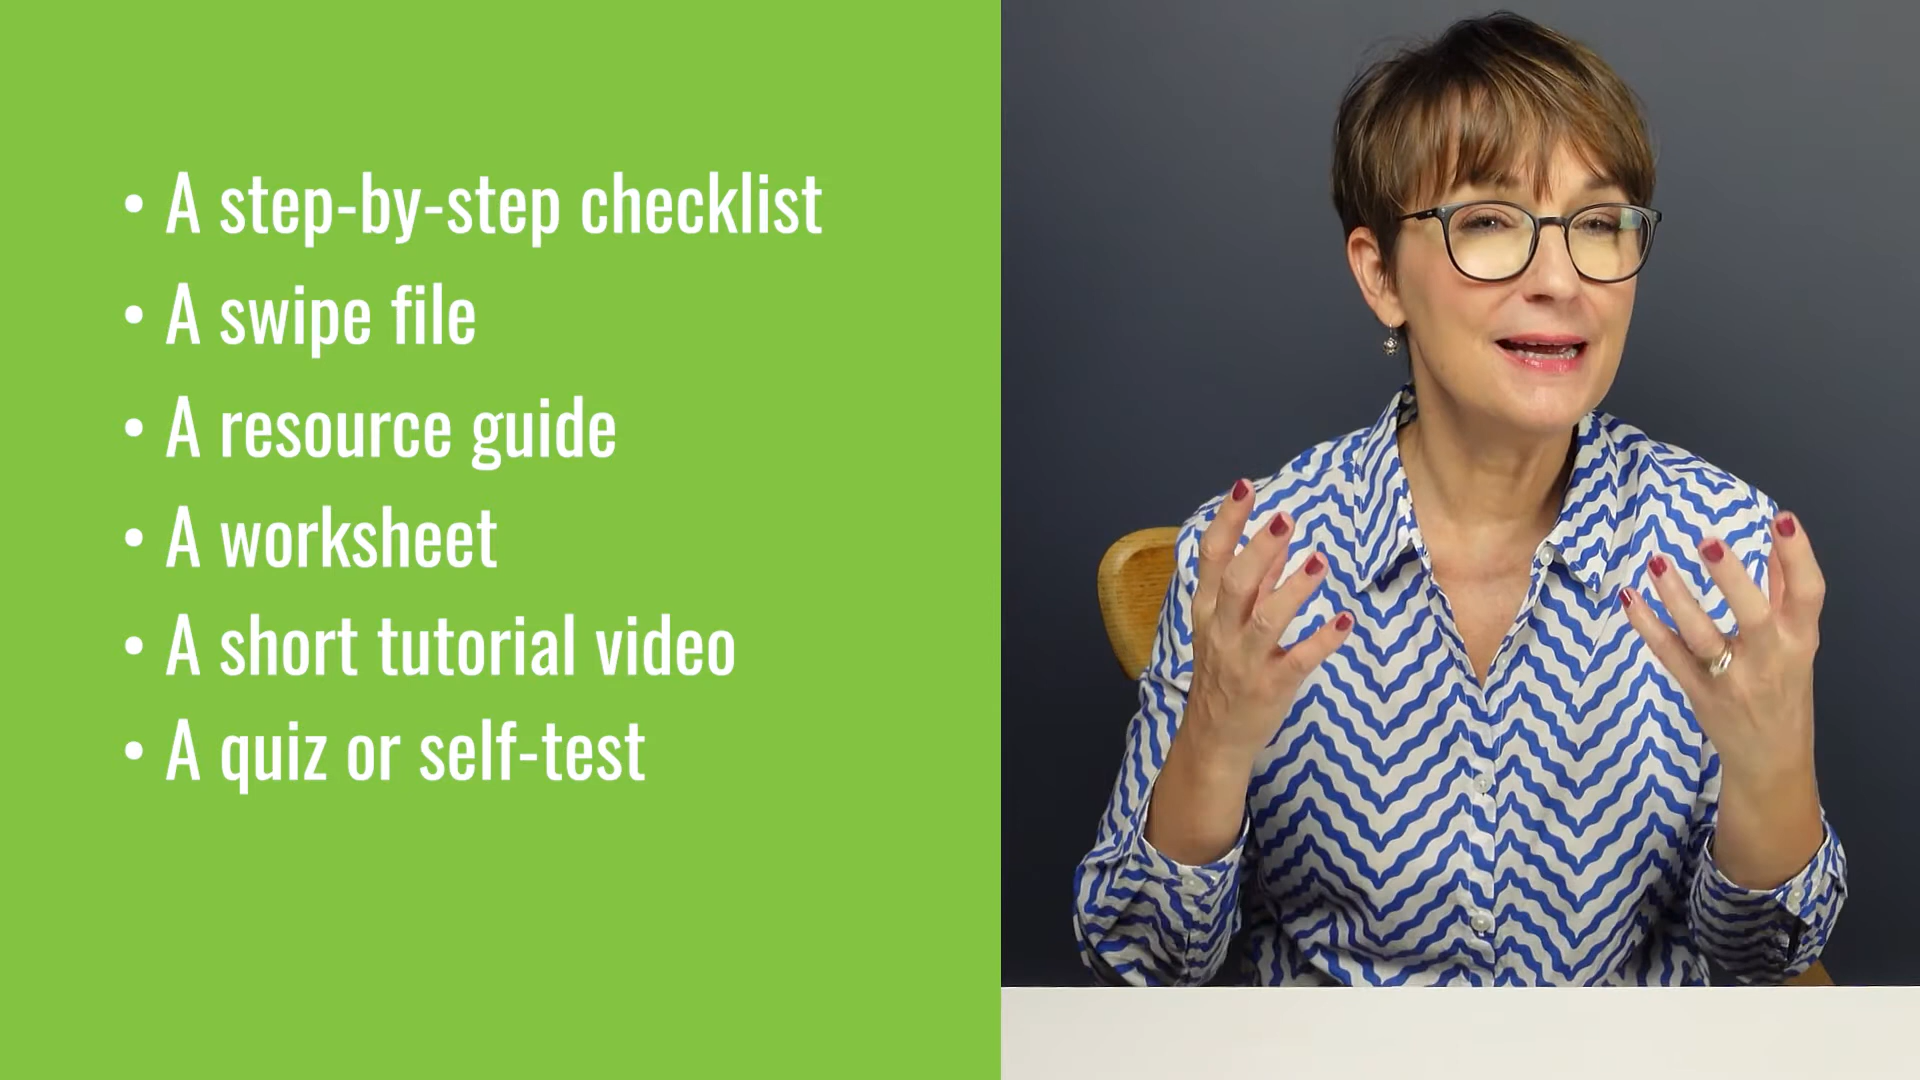 • A step-by-step checklist
• A swipe file
• A resource guide
• A worksheet
• A short tutorial video
• A quiz or self-test